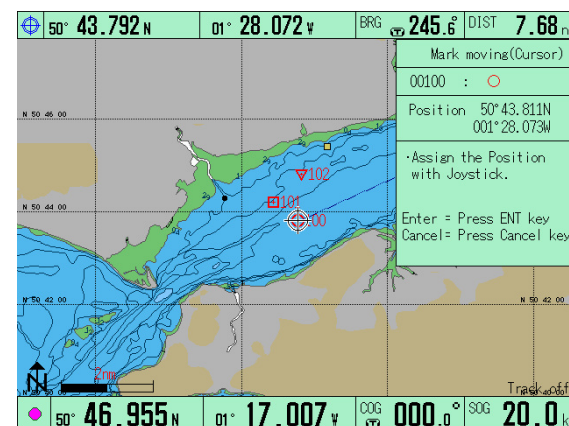 50° 43.792 N 01° 28.072 W BRG T 245.6° DIST 7.68 n
Mark moving(Cursor)
00100 : ○
Position 50°43.811N
001°28.073W
·Assign the Position
with Joystick.
Enter = Press ENT key
Cancel= Press Cancel key
N 50 46 00
102
101
N 50 44 00
100
N 50 42 00
N 50 42 00
N
2nm
Track off
50° 46.955 N 01° 17.007 W COG T 000.0° SOG 20.0 k